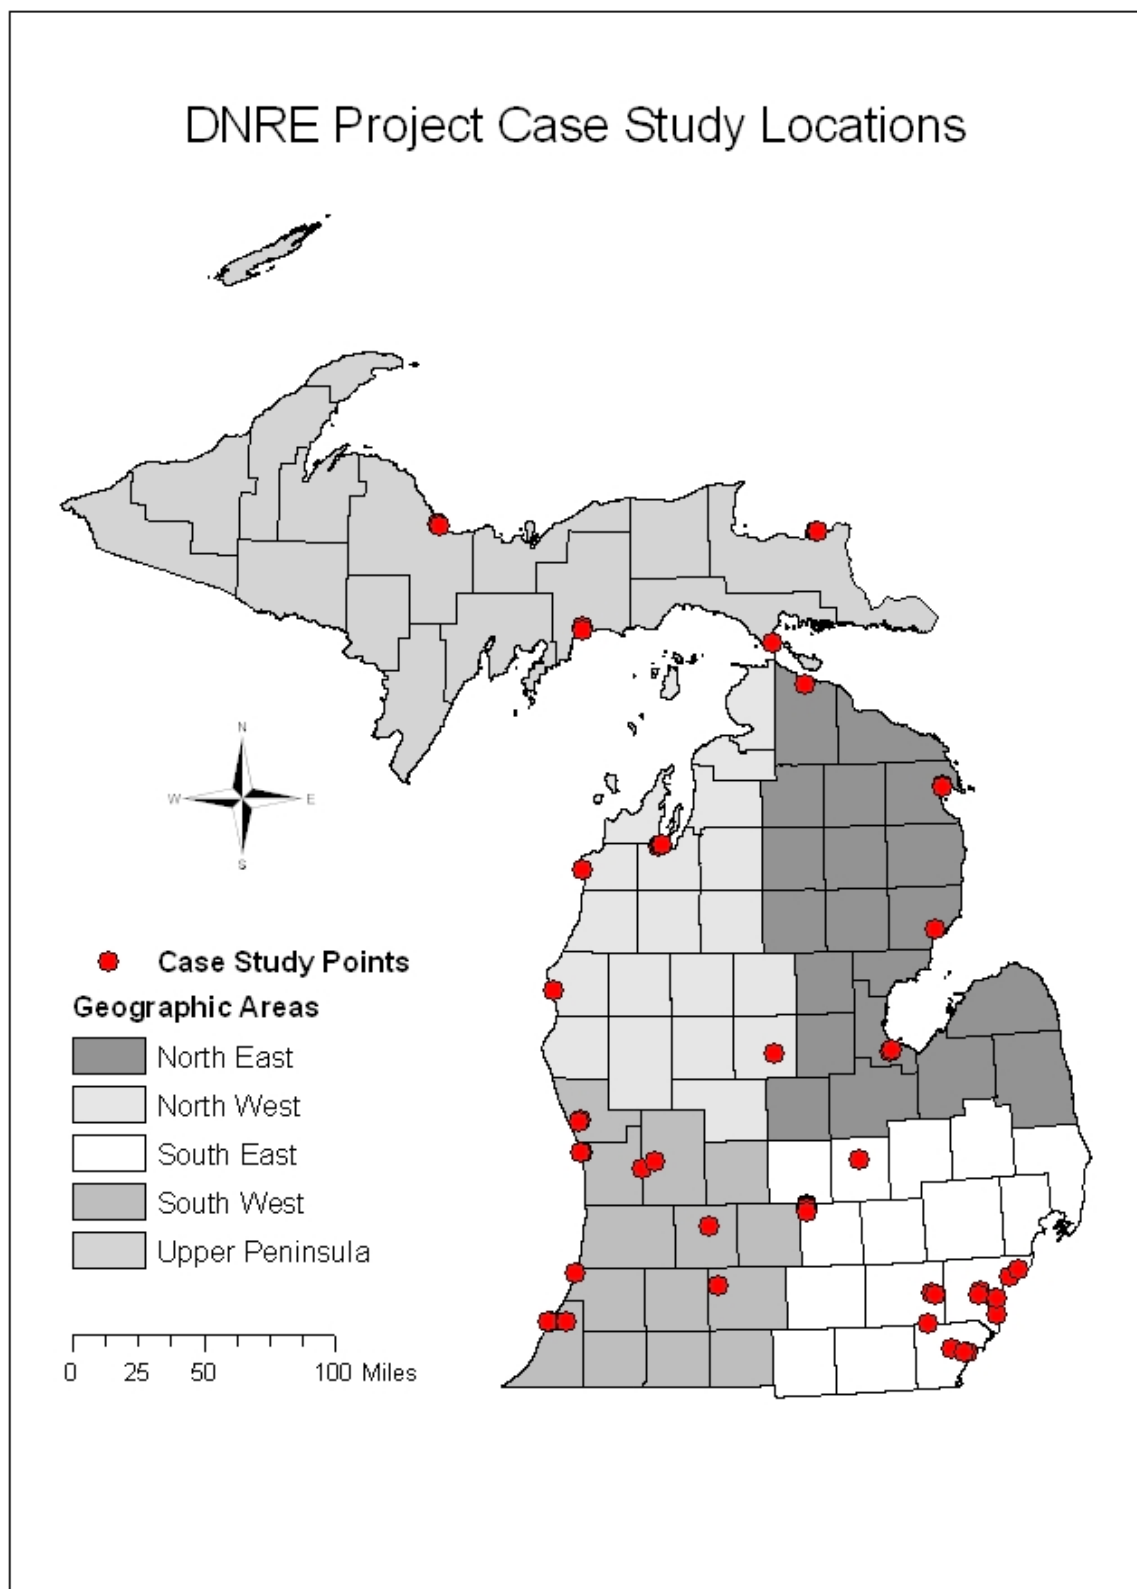 DNRE Project Case Study Locations
N
W E
S
Case Study Points
Geographic Areas
North East
North West
South East
South West
Upper Peninsula
0 25 50 100 Miles